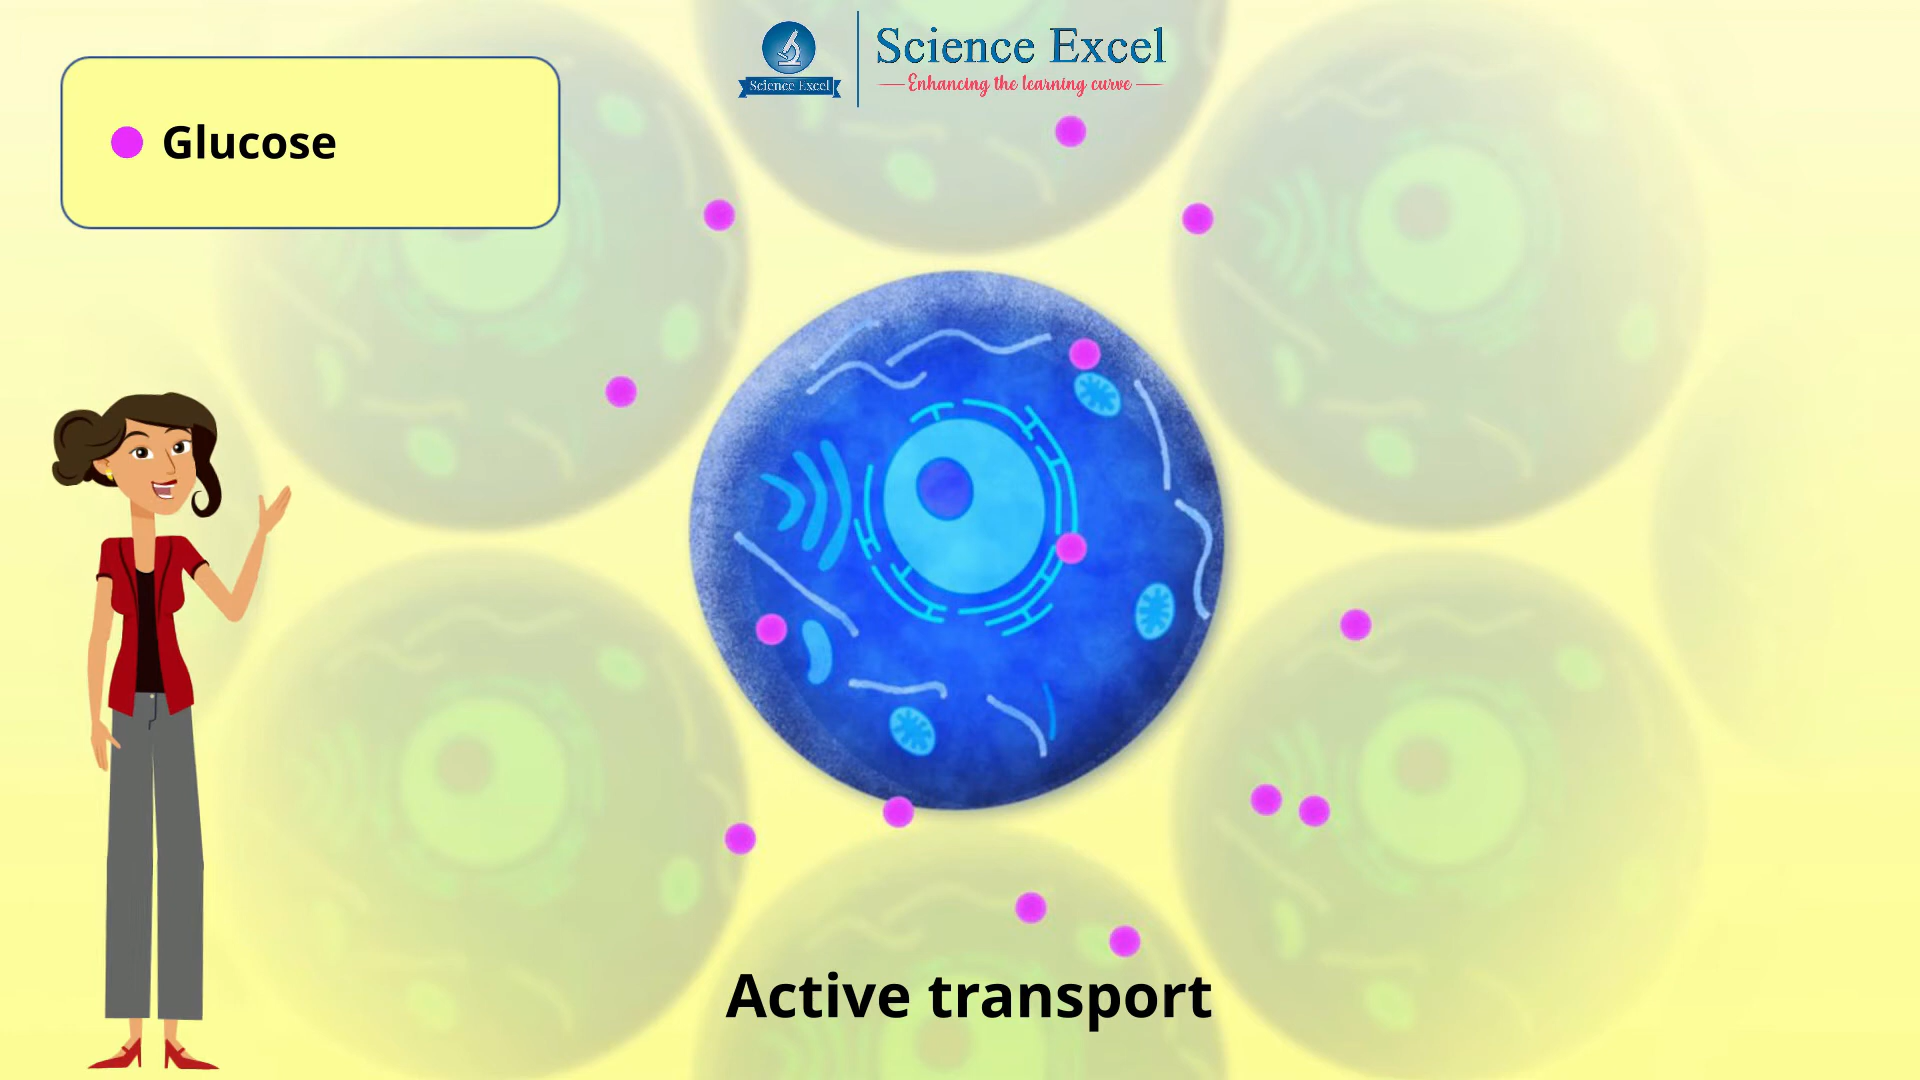 Science Excel
Science Excel
Enhancing the learning curve
Glucose
Active transport